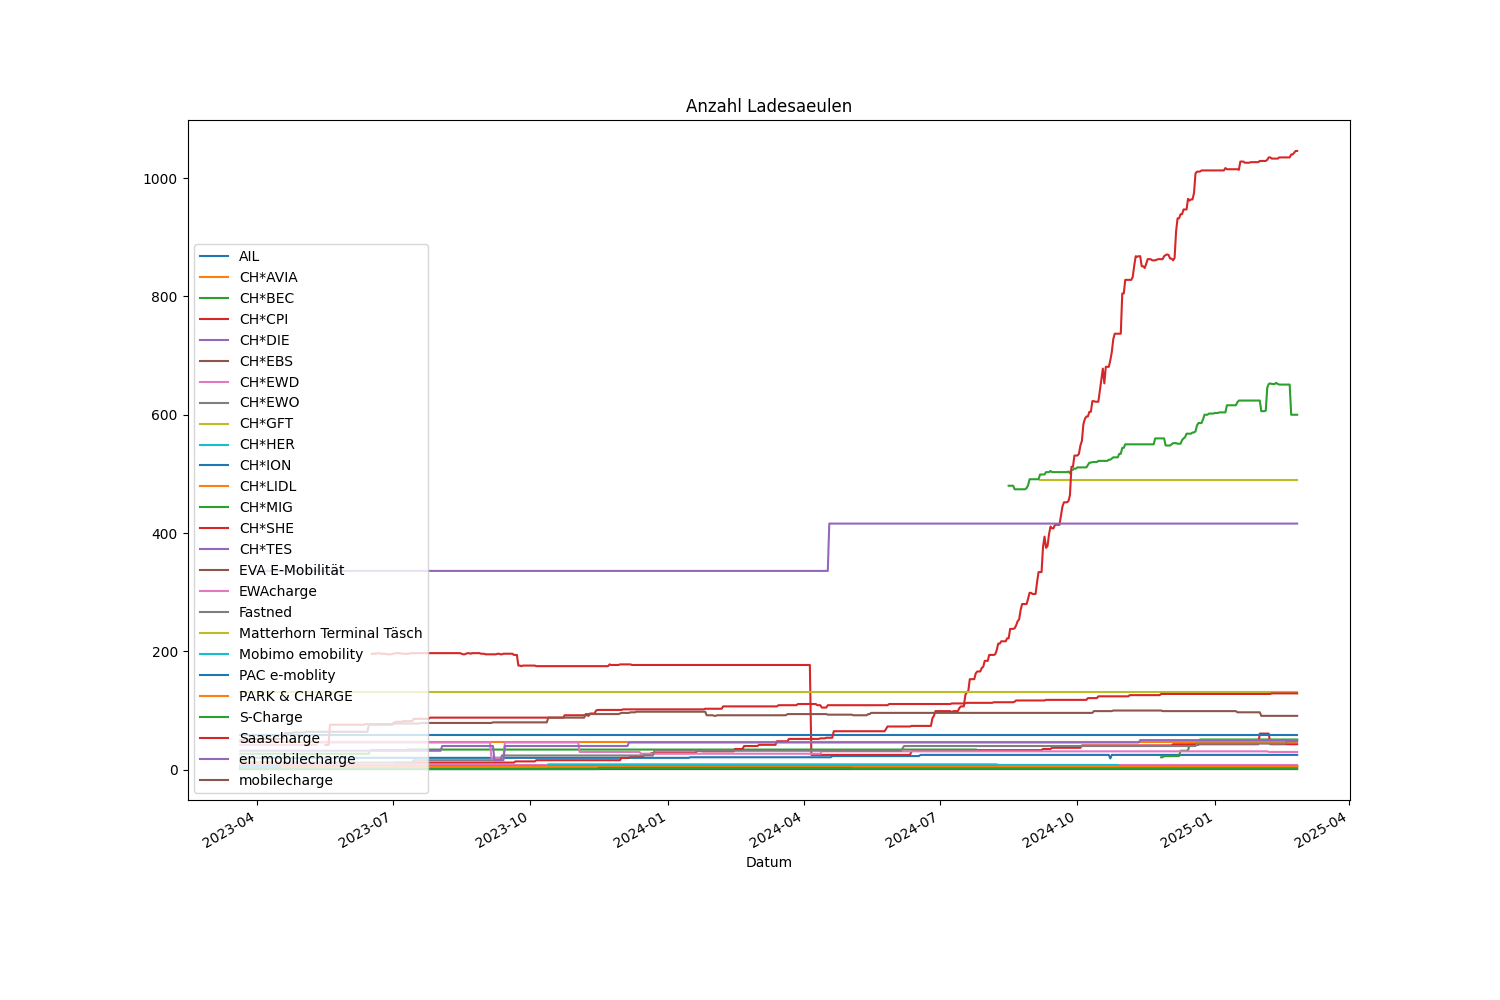 Anzahl Ladesaeulen
1000
800
600
400
200
0
AIL
CH*AVIA
CH*BEC
CH*CPI
CH*DIE
CH*EBS
CH*EWD
CH*EWO
CH*GFT
CH*HER
CH*ION
CH*LIDL
CH*MIG
CH*SHE
CH*TES
EVA E-Mobilität
EWAcharge
Fastned
Matterhorn Terminal Täsch
Mobimo emobility
PAC e-moblity
PARK & CHARGE
S-Charge
Saascharge
en mobilecharge
mobilecharge
2023-04
2023-07
2023-10
2024-01
2024-04
2024-07
2024-10
2025-01
2025-04
Datum